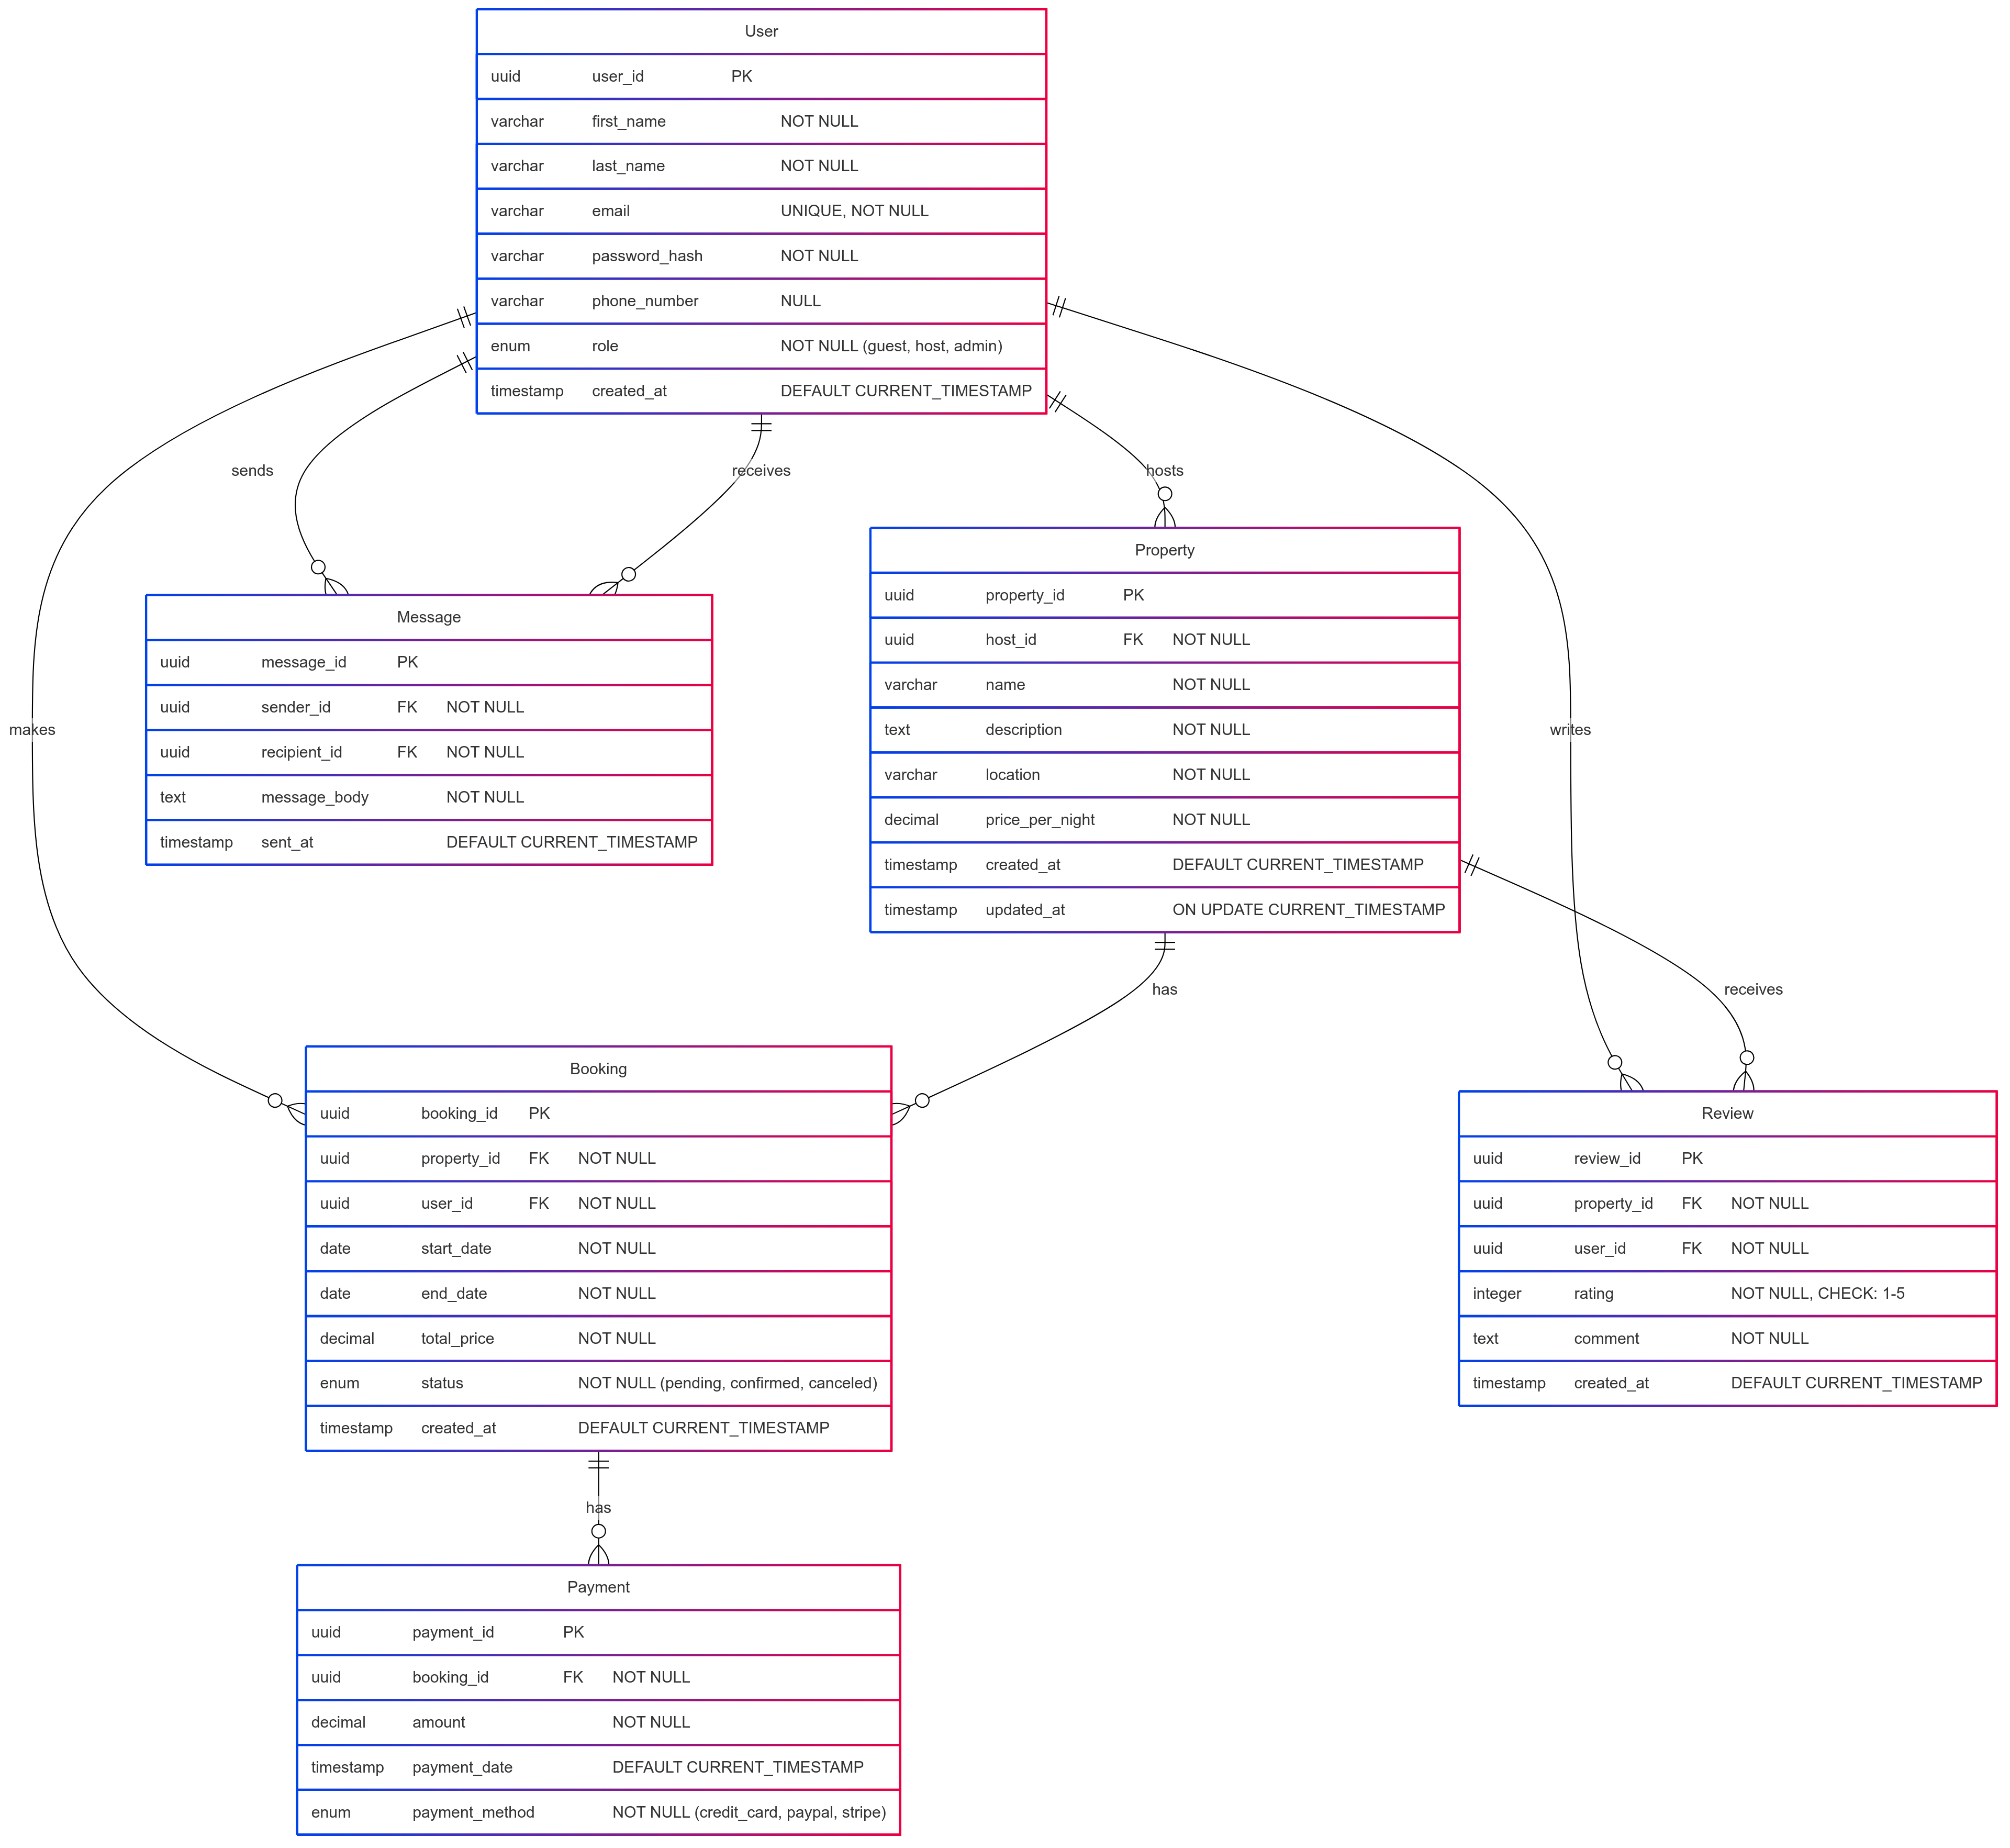 User
uuid user_id PK
varchar first_name NOT NULL
varchar last_name NOT NULL
varchar email UNIQUE, NOT NULL
varchar password_hash NOT NULL
varchar phone_number NULL
enum role NOT NULL (guest, host, admin)
timestamp created_at DEFAULT CURRENT_TIMESTAMP
sends
receives
hosts
Property
uuid property_id PK
uuid host_id FK NOT NULL
varchar name NOT NULL
text description NOT NULL
varchar location NOT NULL
decimal price_per_night NOT NULL
timestamp created_at DEFAULT CURRENT_TIMESTAMP
timestamp updated_at ON UPDATE CURRENT_TIMESTAMP
Message
uuid message_id PK
uuid sender_id FK NOT NULL
uuid recipient_id FK NOT NULL
text message_body NOT NULL
timestamp sent_at DEFAULT CURRENT_TIMESTAMP
makes
writes
has
receives
Booking
uuid booking_id PK
uuid property_id FK NOT NULL
uuid user_id FK NOT NULL
date start_date NOT NULL
date end_date NOT NULL
decimal total_price NOT NULL
enum status NOT NULL (pending, confirmed, canceled)
timestamp created_at DEFAULT CURRENT_TIMESTAMP
Review
uuid review_id PK
uuid property_id FK NOT NULL
uuid user_id FK NOT NULL
integer rating NOT NULL, CHECK: 1-5
text comment NOT NULL
timestamp created_at DEFAULT CURRENT_TIMESTAMP
has
Payment
uuid payment_id PK
uuid booking_id FK NOT NULL
decimal amount NOT NULL
timestamp payment_date DEFAULT CURRENT_TIMESTAMP
enum payment_method NOT NULL (credit_card, paypal, stripe)